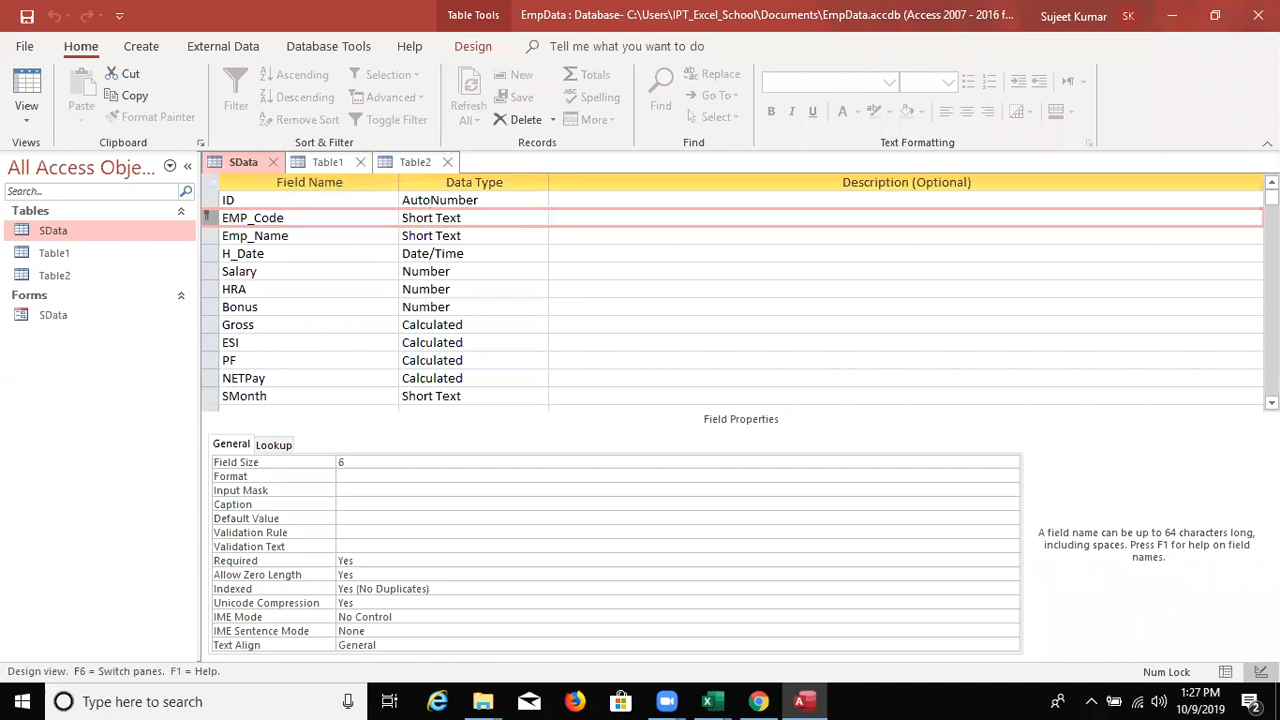 Table Tools
EmpData : Database- C:\Users\IPT_Excel_School\Documents\EmpData.accdb (Access 2007 - 2016 f...
Sujeet Kumar
SK
File
Home
Create
External Data
Database Tools
Help
Design
Tell me what you want to do
View
Views
Paste
Cut
Copy
Format Painter
Clipboard
Filter
Ascending
Descending
Remove Sort
Selection
Advanced
Toggle Filter
Sort & Filter
Refresh
All
New
Save
Delete
Totals
Spelling
More
Records
Find
Replace
Go To
Select
Find
B I U A
Text Formatting
All Access Obje...
Search...
Tables
SData
Table1
Table2
Forms
SData
SData
Table1
Table2
Field Name Data Type Description (Optional)
ID AutoNumber
EMP_Code Short Text
Emp_Name Short Text
H_Date Date/Time
Salary Number
HRA Number
Bonus Number
Gross Calculated
ESI Calculated
PF Calculated
NETPay Calculated
SMonth Short Text
Field Properties
General Lookup
Field Size 6
Format
Input Mask
Caption
Default Value
Validation Rule
Validation Text
Required Yes
Allow Zero Length Yes
Indexed Yes (No Duplicates)
Unicode Compression Yes
IME Mode No Control
IME Sentence Mode None
Text Align General
A field name can be up to 64 characters long,
including spaces. Press F1 for help on field
names.
Design view. F6 = Switch panes. F1 = Help.
Num Lock
Type here to search
1:27 PM
10/9/2019
2